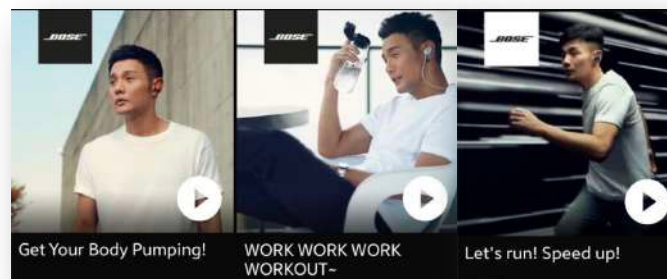 BOSE
BOSE
BOSE
Get Your Body Pumping!
WORK WORK WORK
WORKOUT~
Let's run! Speed up!